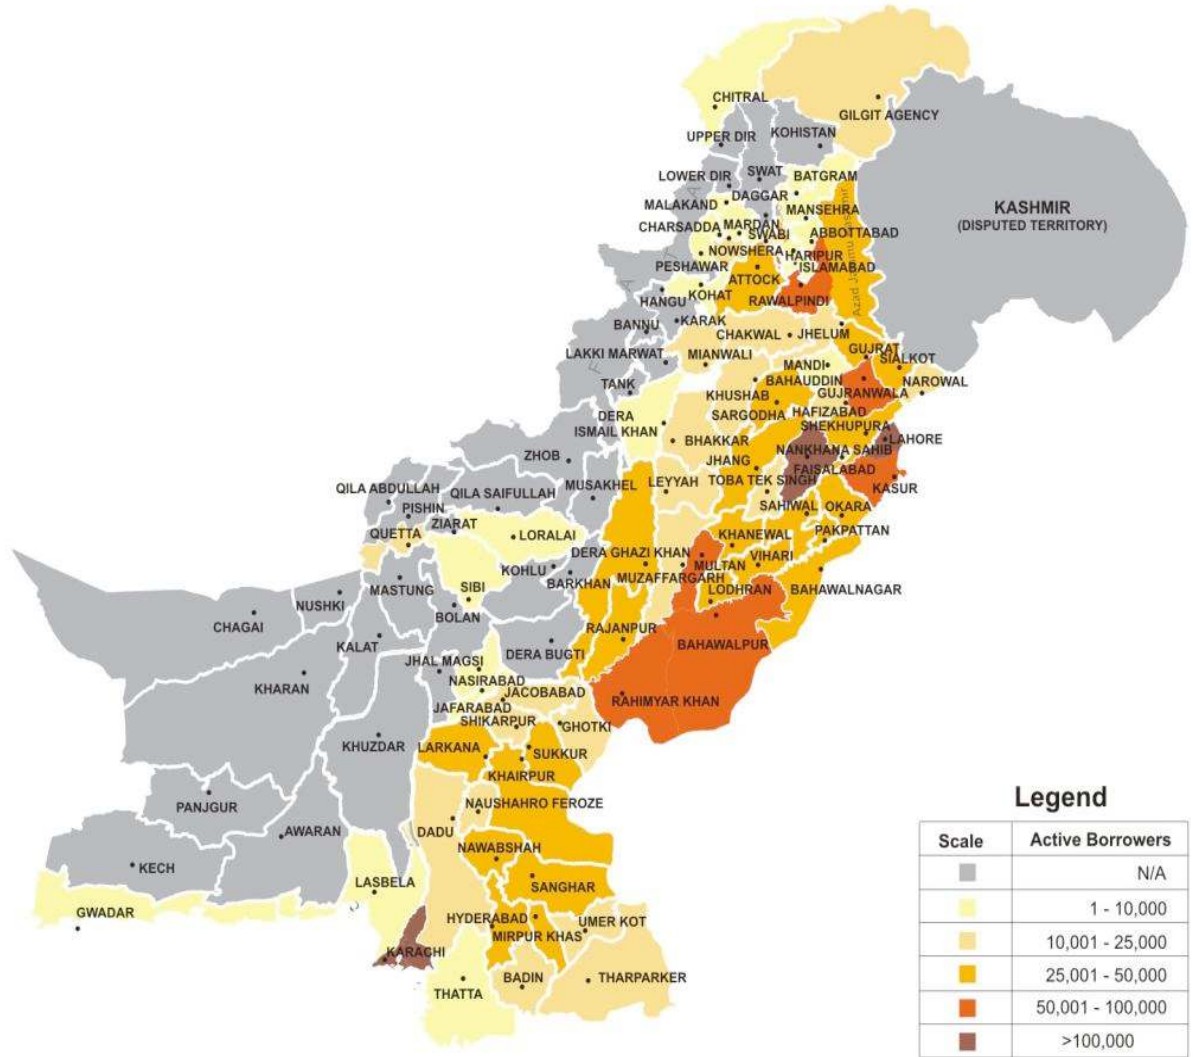 CHITRAL
GILGIT AGENCY
UPPER DIR
KOHISTAN
LOWER DIR
SWAT
BATGRAM
DAGGAR
MALAKAND
MANSEHRA
KASHMIR
(DISPUTED TERRITORY)
CHARSADDA
MARDAN
SWABI
ABBOTTABAD
NOWSHERA
HARIPUR
PESHAWAR
ISLAMABAD
ATTOCK
KOHAT
RAWALPINDI
HANGU
BANNU
KARAK
CHAKWAL
JHELUM
LAKKI MARWAT
MIANWALI
GUJRAT
SIALKOT
MANDI
BAHAUDDIN
NAROWAL
TANK
KHUSHAB
GUJRANWALA
DERA
ISMAIL KHAN
SARGODHA
HAFIZABAD
SHEKHUPURA
BHAKKAR
LAHORE
NANKHANA SAHIB
ZHOB
JHANG
FAISALABAD
QILA ABDULLAH
QILA SAIFULLAH
MUSAKHEL
LEYYAH
TOBA TEK SINGH
KASUR
PISHIN
SAHIWAL
OKARA
ZIARAT
QUETTA
LORALAI
KHANEWAL
PAKPATTAN
DERA GHAZI KHAN
MULTAN
VIHARI
KOHLU
BARKHAN
MUZAFFARGARH
MASTUNG
SIBI
LODHRAN
BAHAWALNAGAR
NUSHKI
BOLAN
CHAGAI
KALAT
RAJANPUR
BAHAWALPUR
DERA BUGTI
JHAL MAGSI
KHARAN
NASIRABAD
JACOBABAD
RAHIMYAR KHAN
JAFARABAD
SHIKARPUR
GHOTKI
KHUZDAR
LARKANA
SUKKUR
KHAIRPUR
PANJGUR
NAUSHAHRO FEROZE
AWARAN
DADU
NAWABSHAH
KECH
LASBELA
SANGHAR
GWADAR
HYDERABAD
UMER KOT
MIRPUR KHAS
KARACHI
BADIN
THARPARKER
THATTA
Legend
Scale Active Borrowers
N/A
1 - 10,000
10,001 - 25,000
25,001 - 50,000
50,001 - 100,000
>100,000